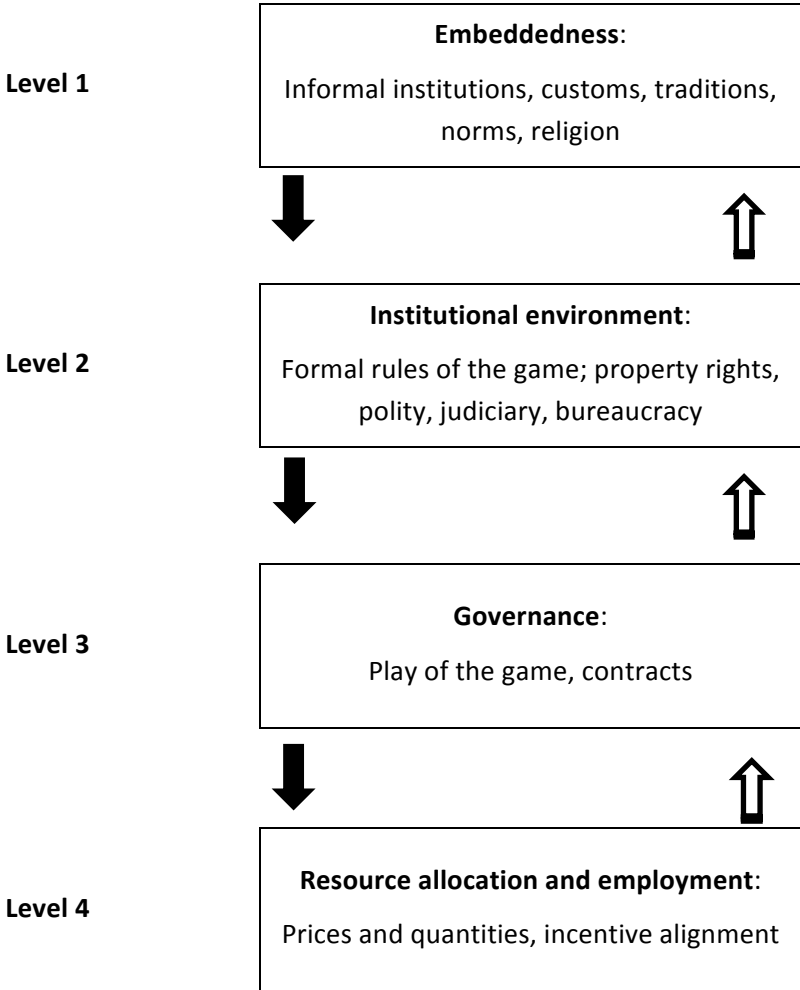 Embeddedness:
Level 1
Informal institutions, customs, traditions,
norms, religion
Institutional environment:
Level 2
Formal rules of the game; property rights,
polity, judiciary, bureaucracy
Governance:
Level 3
Play of the game, contracts
Resource allocation and employment:
Level 4
Prices and quantities, incentive alignment